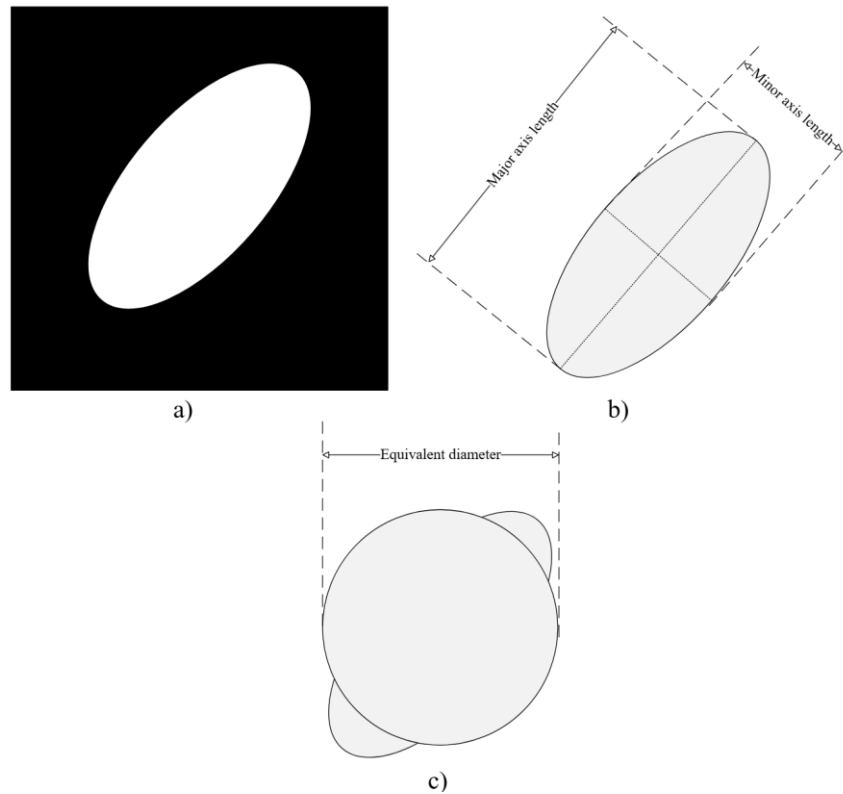 Major axis length
Minor axis length
a)
b)
Equivalent diameter
c)